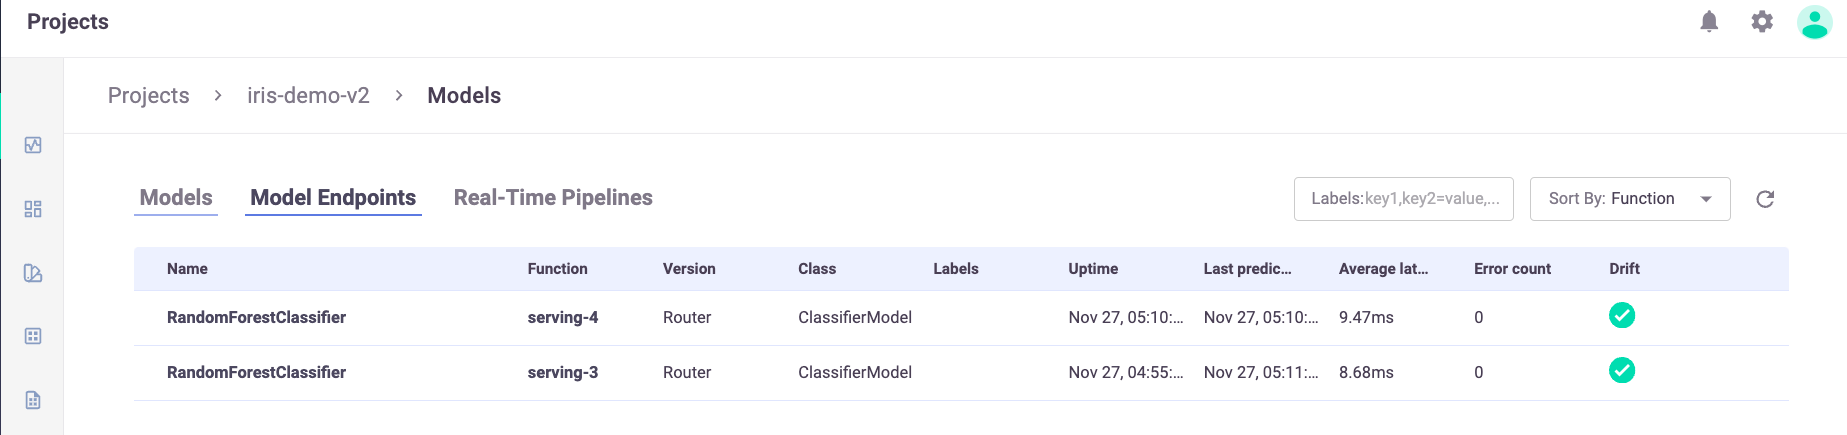 Projects
Projects > iris-demo-v2 > Models
Models Model Endpoints Real-Time Pipelines Labels:key1,key2=value,... Sort By: Function
Name Function Version Class Labels Uptime Last predic... Average lat... Error count Drift
RandomForestClassifier serving-4 Router ClassifierModel Nov 27, 05:10:... Nov 27, 05:10:... 9.47ms 0
RandomForestClassifier serving-3 Router ClassifierModel Nov 27, 04:55:... Nov 27, 05:11:... 8.68ms 0